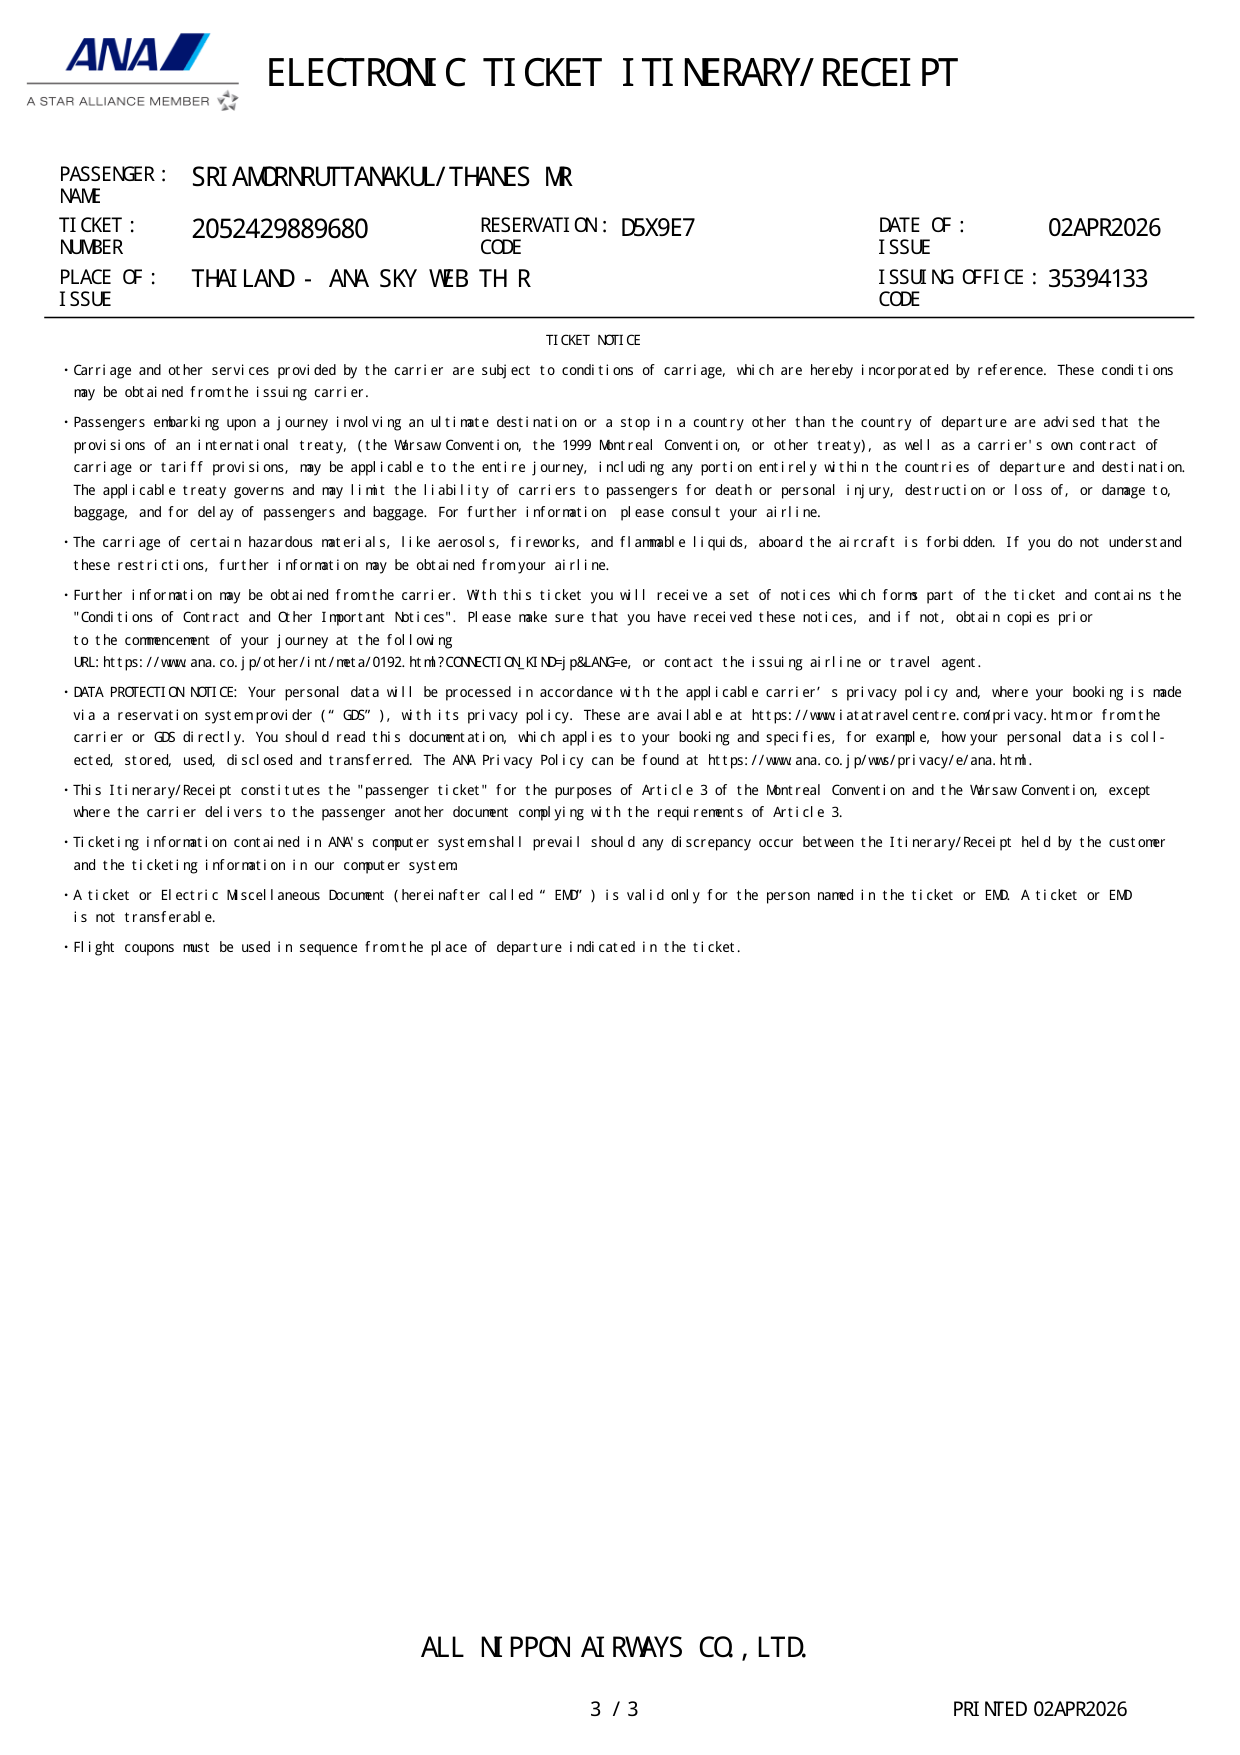 ANA
A STAR ALLIANCE MEMBER
ELECTRONIC TICKET ITINERARY/RECEIPT
PASSENGER : SRIAMORNRUTTANAKUL/THANES MR
NAME
TICKET : 2052429889680 RESERVATION : D5X9E7 DATE OF : 02APR2026
NUMBER CODE ISSUE
PLACE OF : THAILAND - ANA SKY WEB TH R ISSUING OFFICE : 35394133
ISSUE CODE
TICKET NOTICE
・Carriage and other services provided by the carrier are subject to conditions of carriage, which are hereby incorporated by reference. These conditions
may be obtained from the issuing carrier.
・Passengers embarking upon a journey involving an ultimate destination or a stop in a country other than the country of departure are advised that the
provisions of an international treaty, (the Warsaw Convention, the 1999 Montreal Convention, or other treaty), as well as a carrier's own contract of
carriage or tariff provisions, may be applicable to the entire journey, including any portion entirely within the countries of departure and destination.
The applicable treaty governs and may limit the liability of carriers to passengers for death or personal injury, destruction or loss of, or damage to,
baggage, and for delay of passengers and baggage. For further information please consult your airline.
・The carriage of certain hazardous materials, like aerosols, fireworks, and flammable liquids, aboard the aircraft is forbidden. If you do not understand
these restrictions, further information may be obtained from your airline.
・Further information may be obtained from the carrier. With this ticket you will receive a set of notices which forms part of the ticket and contains the
"Conditions of Contract and Other Important Notices". Please make sure that you have received these notices, and if not, obtain copies prior
to the commencement of your journey at the following
URL:https://www.ana.co.jp/other/int/meta/0192.html?CONNECTION_KIND=jp&LANG=e, or contact the issuing airline or travel agent.
・DATA PROTECTION NOTICE: Your personal data will be processed in accordance with the applicable carrier’s privacy policy and, where your booking is made
via a reservation system provider (“GDS”), with its privacy policy. These are available at https://www.iatatravelcentre.com/privacy.htm or from the
carrier or GDS directly. You should read this documentation, which applies to your booking and specifies, for example, how your personal data is coll-
ected, stored, used, disclosed and transferred. The ANA Privacy Policy can be found at https://www.ana.co.jp/wws/privacy/e/ana.html.
・This Itinerary/Receipt constitutes the "passenger ticket" for the purposes of Article 3 of the Montreal Convention and the Warsaw Convention, except
where the carrier delivers to the passenger another document complying with the requirements of Article 3.
・Ticketing information contained in ANA's computer system shall prevail should any discrepancy occur between the Itinerary/Receipt held by the customer
and the ticketing information in our computer system.
・A ticket or Electric Miscellaneous Document (hereinafter called “EMD”) is valid only for the person named in the ticket or EMD. A ticket or EMD
is not transferable.
・Flight coupons must be used in sequence from the place of departure indicated in the ticket.
ALL NIPPON AIRWAYS CO.,LTD.
3 / 3 PRINTED 02APR2026